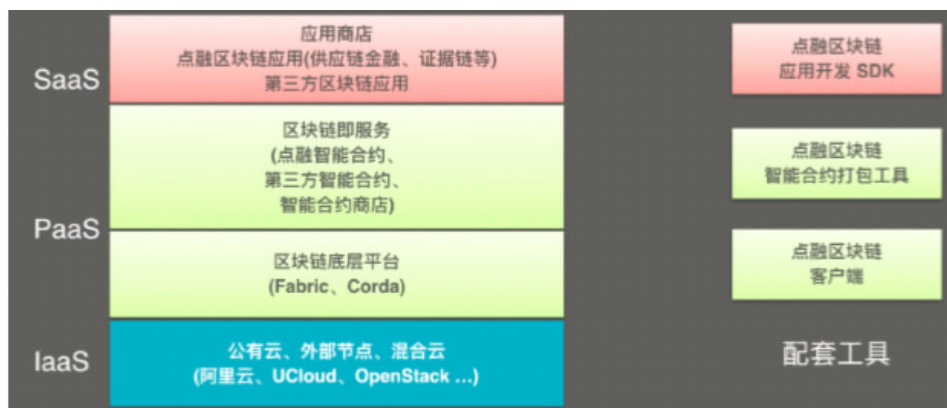 SaaS
应用商店
点融区块链应用(供应链金融、证据链等)
第三方区块链应用
PaaS
区块链即服务
(点融智能合约、
第三方智能合约、
智能合约商店)
区块链底层平台
(Fabric、Corda)
IaaS
公有云、外部节点、混合云
(阿里云、UCloud、OpenStack ...)
点融区块链
应用开发 SDK
点融区块链
智能合约打包工具
点融区块链
客户端
配套工具